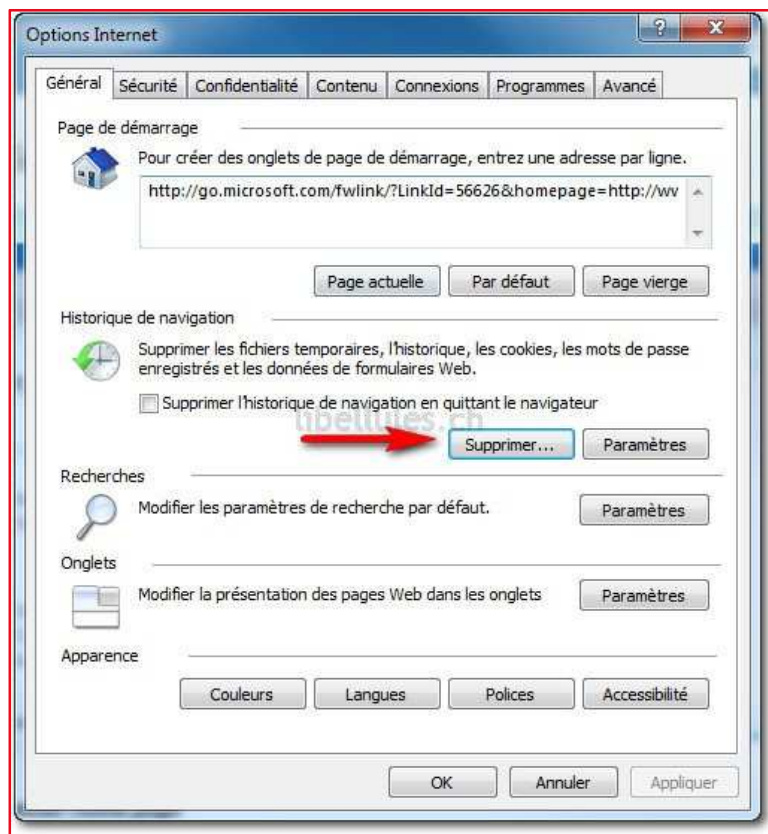 Options Internet
Général Sécurité Confidentialité Contenu Connexions Programmes Avancé
Page de démarrage
Pour créer des onglets de page de démarrage, entrez une adresse par ligne.
http://go.microsoft.com/fwlink/?LinkId=56626&homepage=http://wv
Page actuelle Par défaut Page vierge
Historique de navigation
Supprimer les fichiers temporaires, l'historique, les cookies, les mots de passe
enregistrés et les données de formulaires Web.
Supprimer l'historique de navigation en quittant le navigateur
libellules.ch
Supprimer... Paramètres
Recherches
Modifier les paramètres de recherche par défaut. Paramètres
Onglets
Modifier la présentation des pages Web dans les onglets Paramètres
Apparence
Couleurs Langues Polices Accessibilité
OK Annuler Appliquer